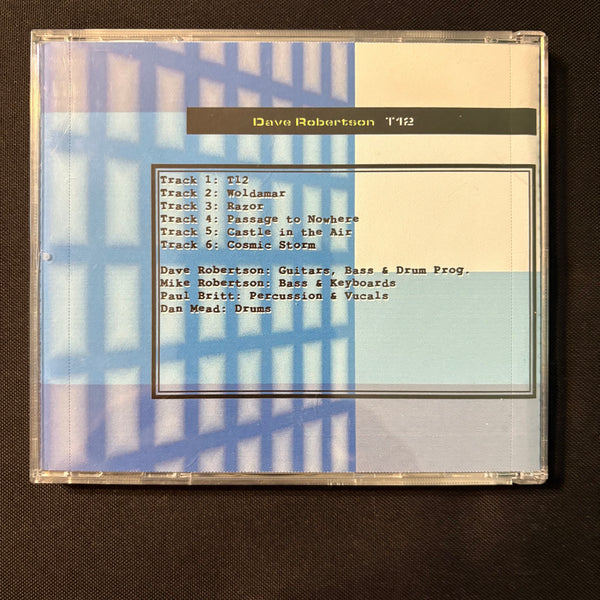 Dave Robertson T12
Track 1: T12
Track 2: Woldamar
Track 3: Razor
Track 4: Passage to Nowhere
Track 5: Castle in the Air
Track 6: Cosmic Storm
Dave Robertson: Guitars, Bass & Drum Prog.
Mike Robertson: Bass & Keyboards
Paul Britt: Percussion & Vocals
Dan Mead: Drums